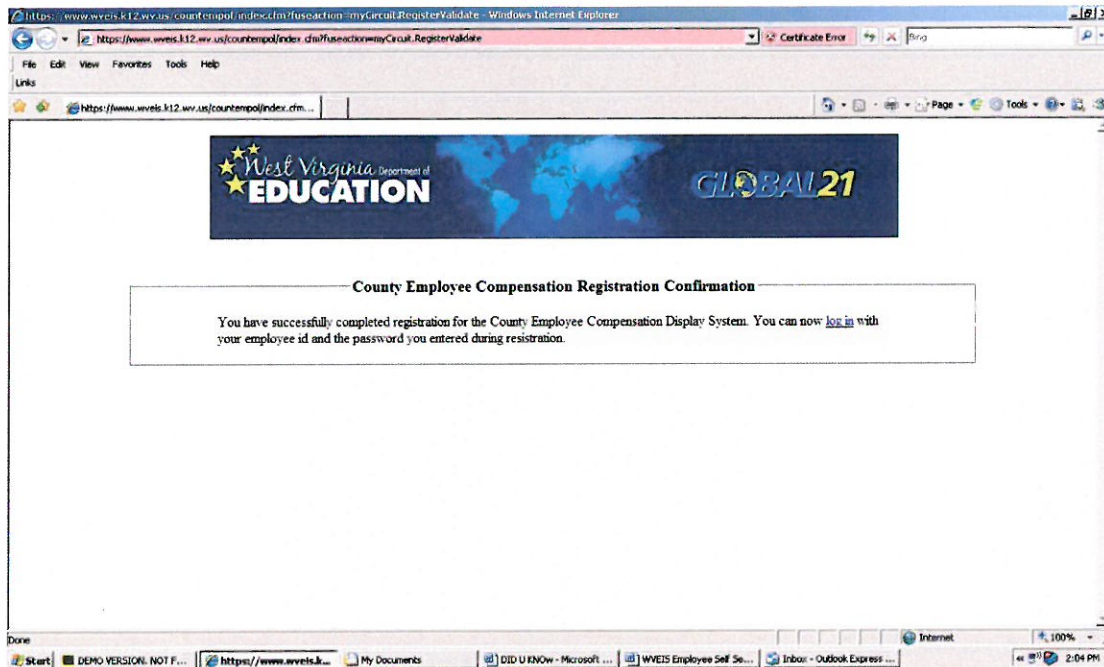 https://www.wveis.k12.wv.us/countempol/index.cfm?fuseaction=myCircuit.RegisterValidate - Windows Internet Explorer
https://www.wveis.k12.wv.us/countempol/index.cfm?fuseaction=myCircuit.RegisterValidate Certificate Error Bing
File Edit View Favorites Tools Help
Links
https://www.wveis.k12.wv.us/countempol/index.cfm... Page Tools
West Virginia Department of
EDUCATION
GLOBAL21
County Employee Compensation Registration Confirmation
You have successfully completed registration for the County Employee Compensation Display System. You can now log in with
your employee id and the password you entered during resistration.
Done Internet 100%
Start DEMO VERSION. NOT F... https://www.wveis.k... My Documents DID U KNOw - Microsoft ... WVEIS Employee Self Se... Inbox - Outlook Express ... 2:04 PM